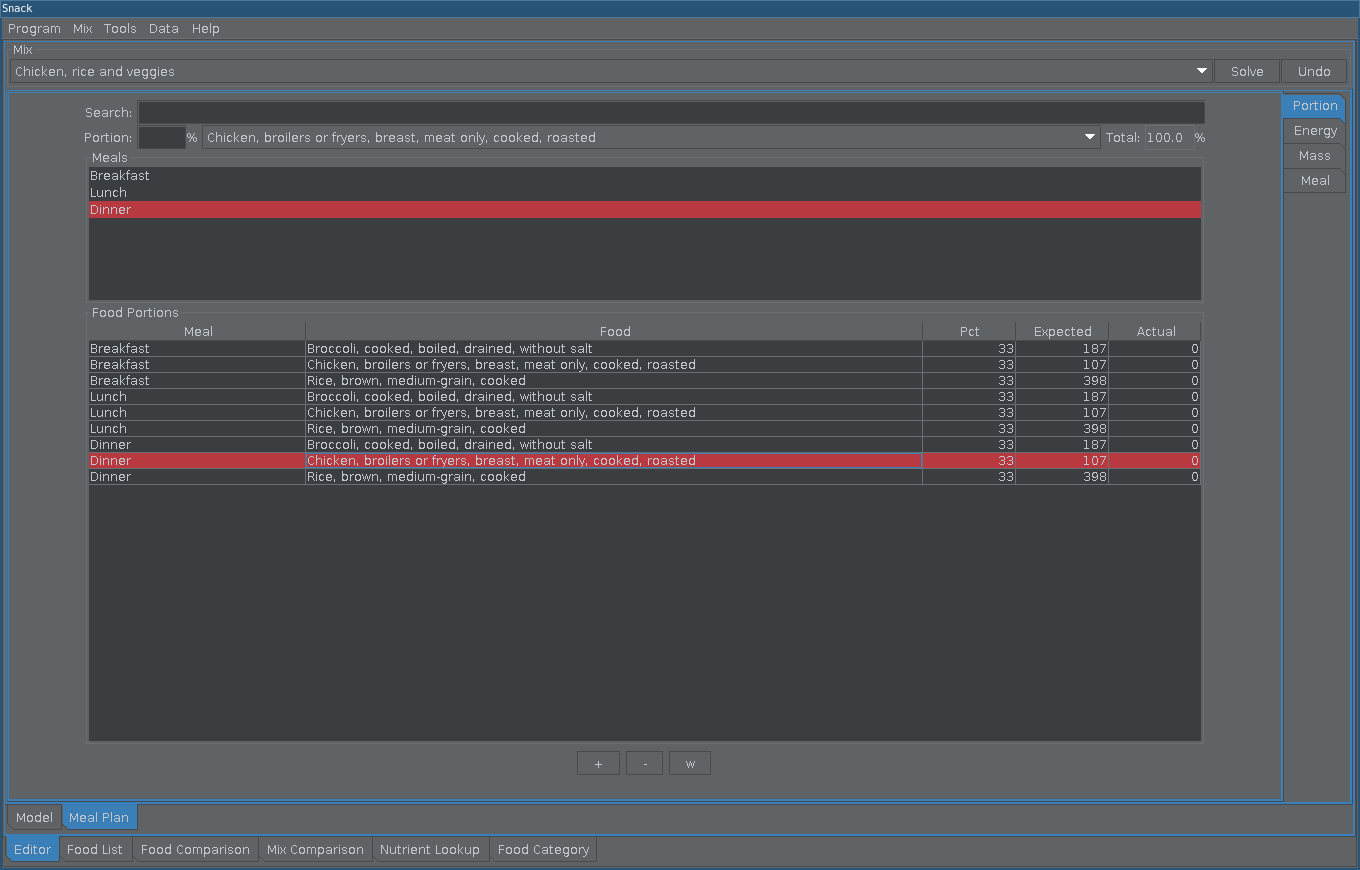 Snack
Program Mix Tools Data Help
Mix
Chicken, rice and veggies Solve Undo
Search:
Portion: % Chicken, broilers or fryers, breast, meat only, cooked, roasted Total: 100.0 %
Portion
Energy
Mass
Meal
Meals
Breakfast
Lunch
Dinner
Food Portions
Meal Food Pct Expected Actual
Breakfast Broccoli, cooked, boiled, drained, without salt 33 187 0
Breakfast Chicken, broilers or fryers, breast, meat only, cooked, roasted 33 107 0
Breakfast Rice, brown, medium-grain, cooked 33 398 0
Lunch Broccoli, cooked, boiled, drained, without salt 33 187 0
Lunch Chicken, broilers or fryers, breast, meat only, cooked, roasted 33 107 0
Lunch Rice, brown, medium-grain, cooked 33 398 0
Dinner Broccoli, cooked, boiled, drained, without salt 33 187 0
Dinner Chicken, broilers or fryers, breast, meat only, cooked, roasted 33 107 0
Dinner Rice, brown, medium-grain, cooked 33 398 0
+ - w
Model Meal Plan
Editor Food List Food Comparison Mix Comparison Nutrient Lookup Food Category